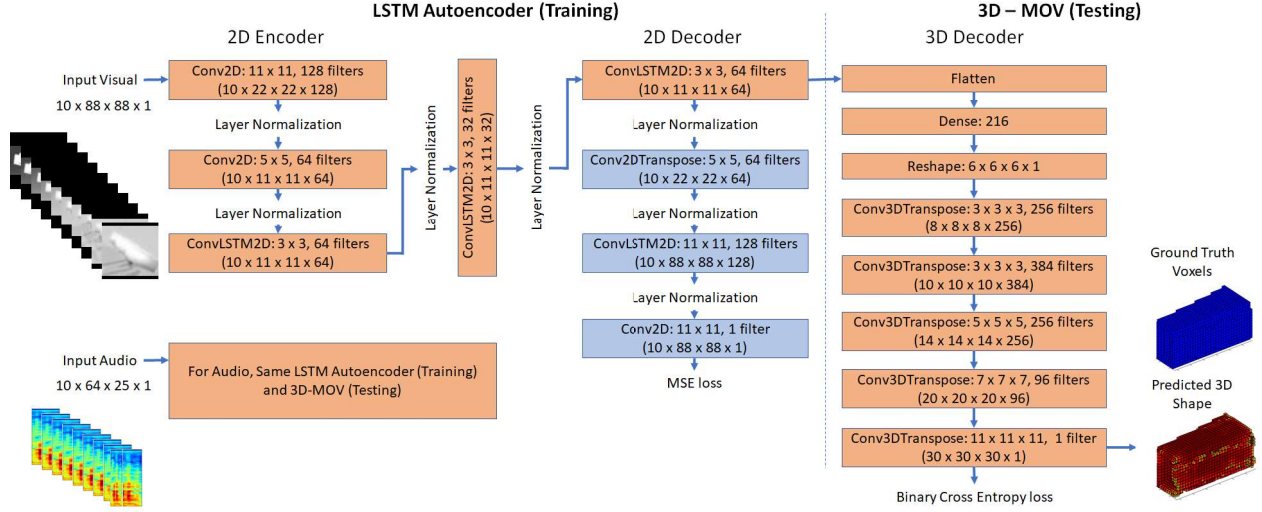 LSTM Autoencoder (Training)
3D – MOV (Testing)
2D Encoder
2D Decoder
3D Decoder
Input Visual
10 x 88 x 88 x 1
Conv2D: 11 x 11, 128 filters
(10 x 22 x 22 x 128)
Layer Normalization
Conv2D: 5 x 5, 64 filters
(10 x 11 x 11 x 64)
Layer Normalization
ConvLSTM2D: 3 x 3, 64 filters
(10 x 11 x 11 x 64)
Layer Normalization
ConvLSTM2D: 3 x 3, 32 filters
(10 x 11 x 11 x 32)
Layer Normalization
ConvLSTM2D: 3 x 3, 64 filters
(10 x 11 x 11 x 64)
Layer Normalization
Conv2DTranspose: 5 x 5, 64 filters
(10 x 22 x 22 x 64)
Layer Normalization
ConvLSTM2D: 11 x 11, 128 filters
(10 x 88 x 88 x 128)
Layer Normalization
Conv2D: 11 x 11, 1 filter
(10 x 88 x 88 x 1)
MSE loss
Flatten
Dense: 216
Reshape: 6 x 6 x 6 x 1
Conv3DTranspose: 3 x 3 x 3, 256 filters
(8 x 8 x 8 x 256)
Conv3DTranspose: 3 x 3 x 3, 384 filters
(10 x 10 x 10 x 384)
Conv3DTranspose: 5 x 5 x 5, 256 filters
(14 x 14 x 14 x 256)
Conv3DTranspose: 7 x 7 x 7, 96 filters
(20 x 20 x 20 x 96)
Conv3DTranspose: 11 x 11 x 11, 1 filter
(30 x 30 x 30 x 1)
Binary Cross Entropy loss
Ground Truth
Voxels
Predicted 3D
Shape
Input Audio
10 x 64 x 25 x 1
For Audio, Same LSTM Autoencoder (Training)
and 3D-MOV (Testing)